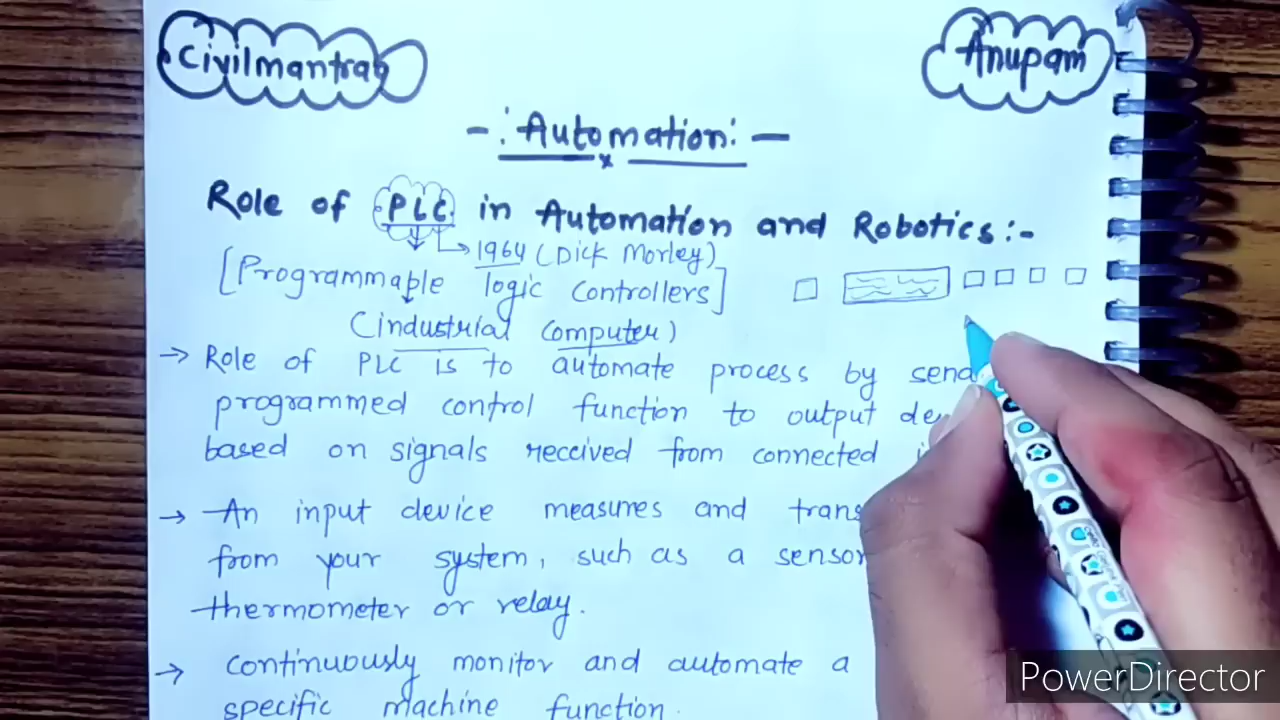 Civilmantra
Anupam
-:Automation:-
Role of PLC in Automation and Robotics:-
1964 (Dick Morley)
[Programmable logic controllers]
(industrial computer)
→ Role of PLC is to automate process by send
programmed control function to output de
based on signals received from connected i
→ An input device measures and trans
from your system, such as a sensor
thermometer or relay.
→ continuously monitor and automate a
specific machine function.
PowerDirector